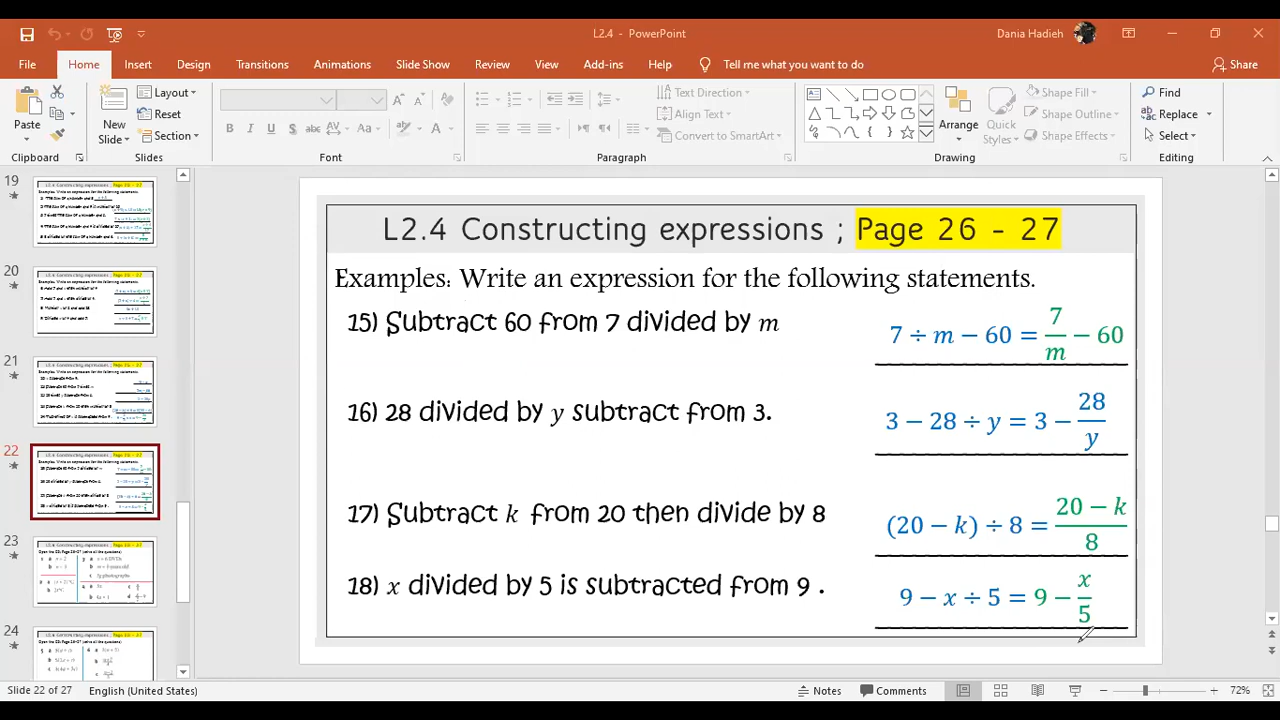 L2.4 - PowerPoint
Dania Hadieh
File Home Insert Design Transitions Animations Slide Show Review View Add-ins Help Tell me what you want to do Share
Paste
New Slide
Layout
Reset
Section
B I U S abc AV Aa A
Text Direction
Align Text
Convert to SmartArt
Arrange
Quick Styles
Shape Fill
Shape Outline
Shape Effects
Find
Replace
Select
Clipboard Slides Font Paragraph Drawing Editing
19
20
21
22
23
24
L2.4 Constructing expressions ; Page 26 - 27
Examples: Write an expression for the following statements.
15) Subtract 60 from 7 divided by m
7 ÷ m − 60 = 7/m − 60
16) 28 divided by y subtract from 3.
3 − 28 ÷ y = 3 − 28/y
17) Subtract k from 20 then divide by 8
(20 − k) ÷ 8 = (20 − k)/8
18) x divided by 5 is subtracted from 9 .
9 − x ÷ 5 = 9 − x/5
Slide 22 of 27 English (United States) Notes Comments 72%